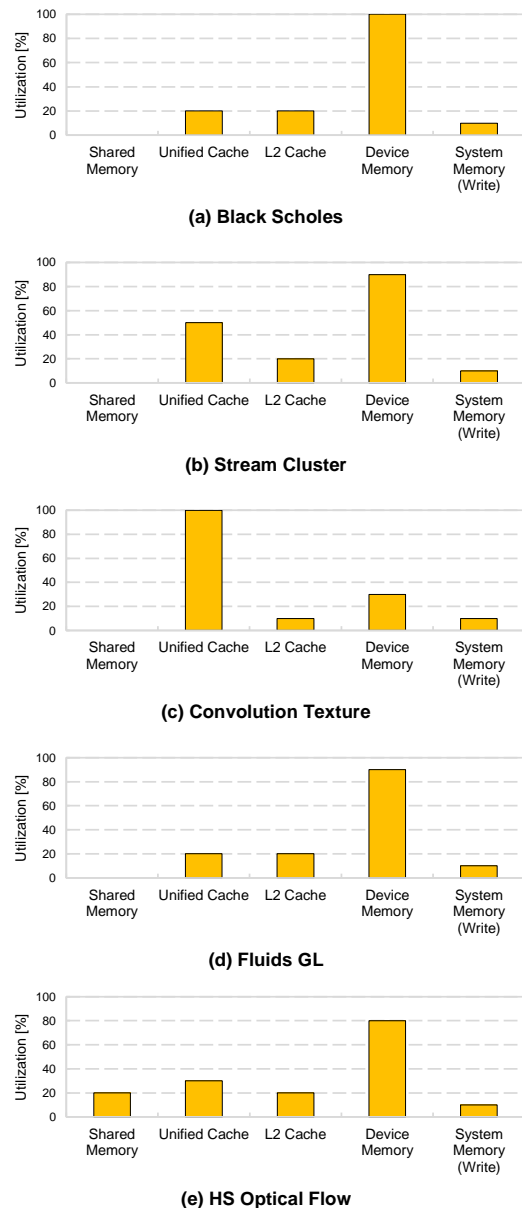 Utilization [%]
100
80
60
40
20
0
Shared Memory
Unified Cache
L2 Cache
Device Memory
System Memory (Write)
(a) Black Scholes
Utilization [%]
100
80
60
40
20
0
Shared Memory
Unified Cache
L2 Cache
Device Memory
System Memory (Write)
(b) Stream Cluster
Utilization [%]
100
80
60
40
20
0
Shared Memory
Unified Cache
L2 Cache
Device Memory
System Memory (Write)
(c) Convolution Texture
Utilization [%]
100
80
60
40
20
0
Shared Memory
Unified Cache
L2 Cache
Device Memory
System Memory (Write)
(d) Fluids GL
Utilization [%]
100
80
60
40
20
0
Shared Memory
Unified Cache
L2 Cache
Device Memory
System Memory (Write)
(e) HS Optical Flow